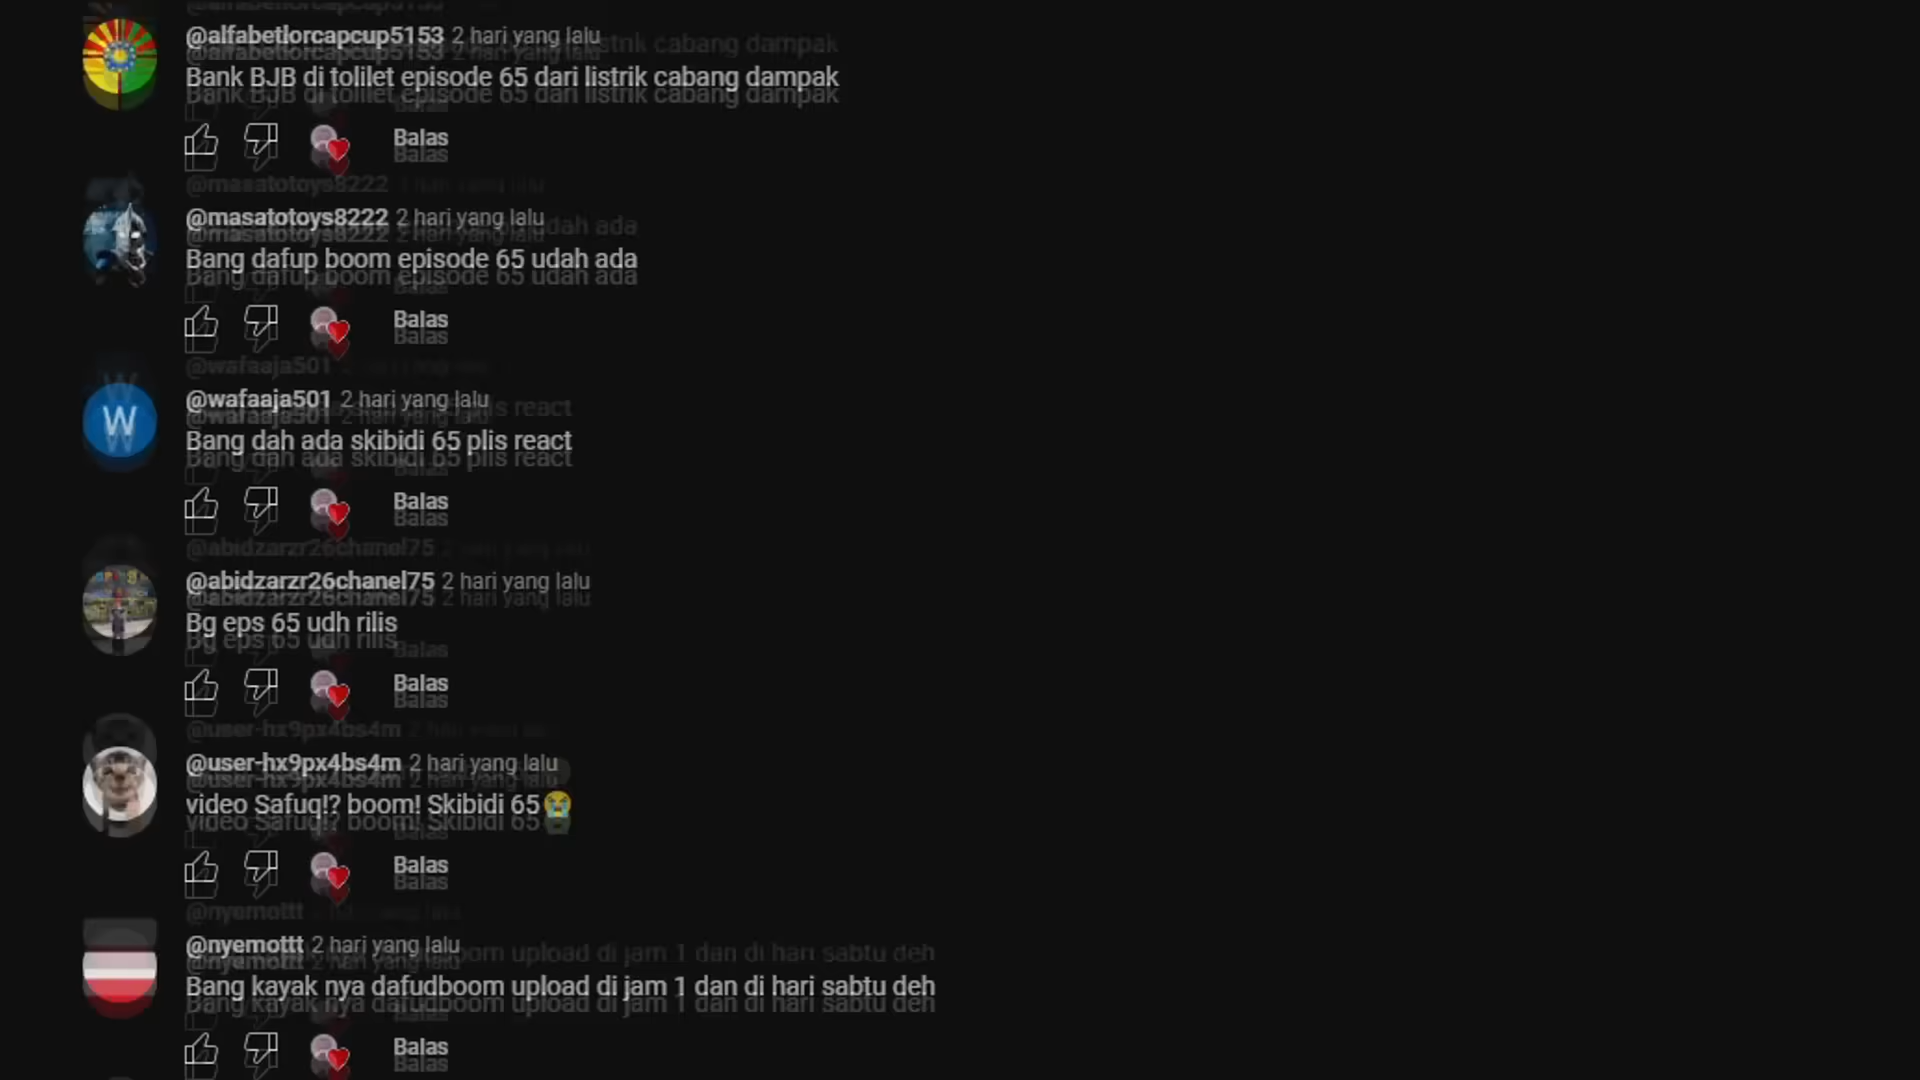 @alfabetlorcapcup5153 2 hari yang lalu
Bank BJB di tolilet episode 65 dari listrik cabang dampak
Balas
@masatotoys8222 2 hari yang lalu
Bang dafup boom episode 65 udah ada
Balas
@wafaaja501 2 hari yang lalu
W
Bang dah ada skibidi 65 plis react
Balas
@abidzarzr26chanel75 2 hari yang lalu
Bg eps 65 udh rilis
Balas
@user-hx9px4bs4m 2 hari yang lalu
video Safuq!? boom! Skibidi 65😭
Balas
@nyemottt 2 hari yang lalu
Bang kayak nya dafudboom upload di jam 1 dan di hari sabtu deh
Balas